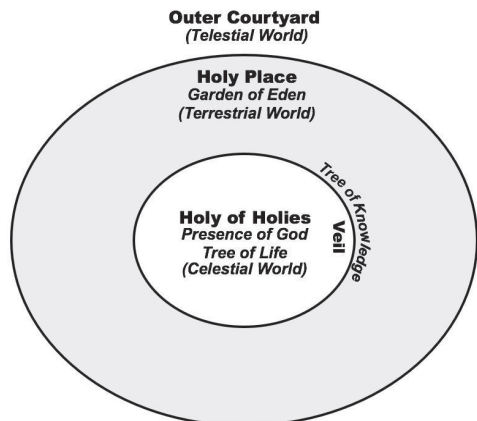 Outer Courtyard
(Telestial World)
Holy Place
Garden of Eden
(Terrestrial World)
Tree of Knowledge
Veil
Holy of Holies
Presence of God
Tree of Life
(Celestial World)